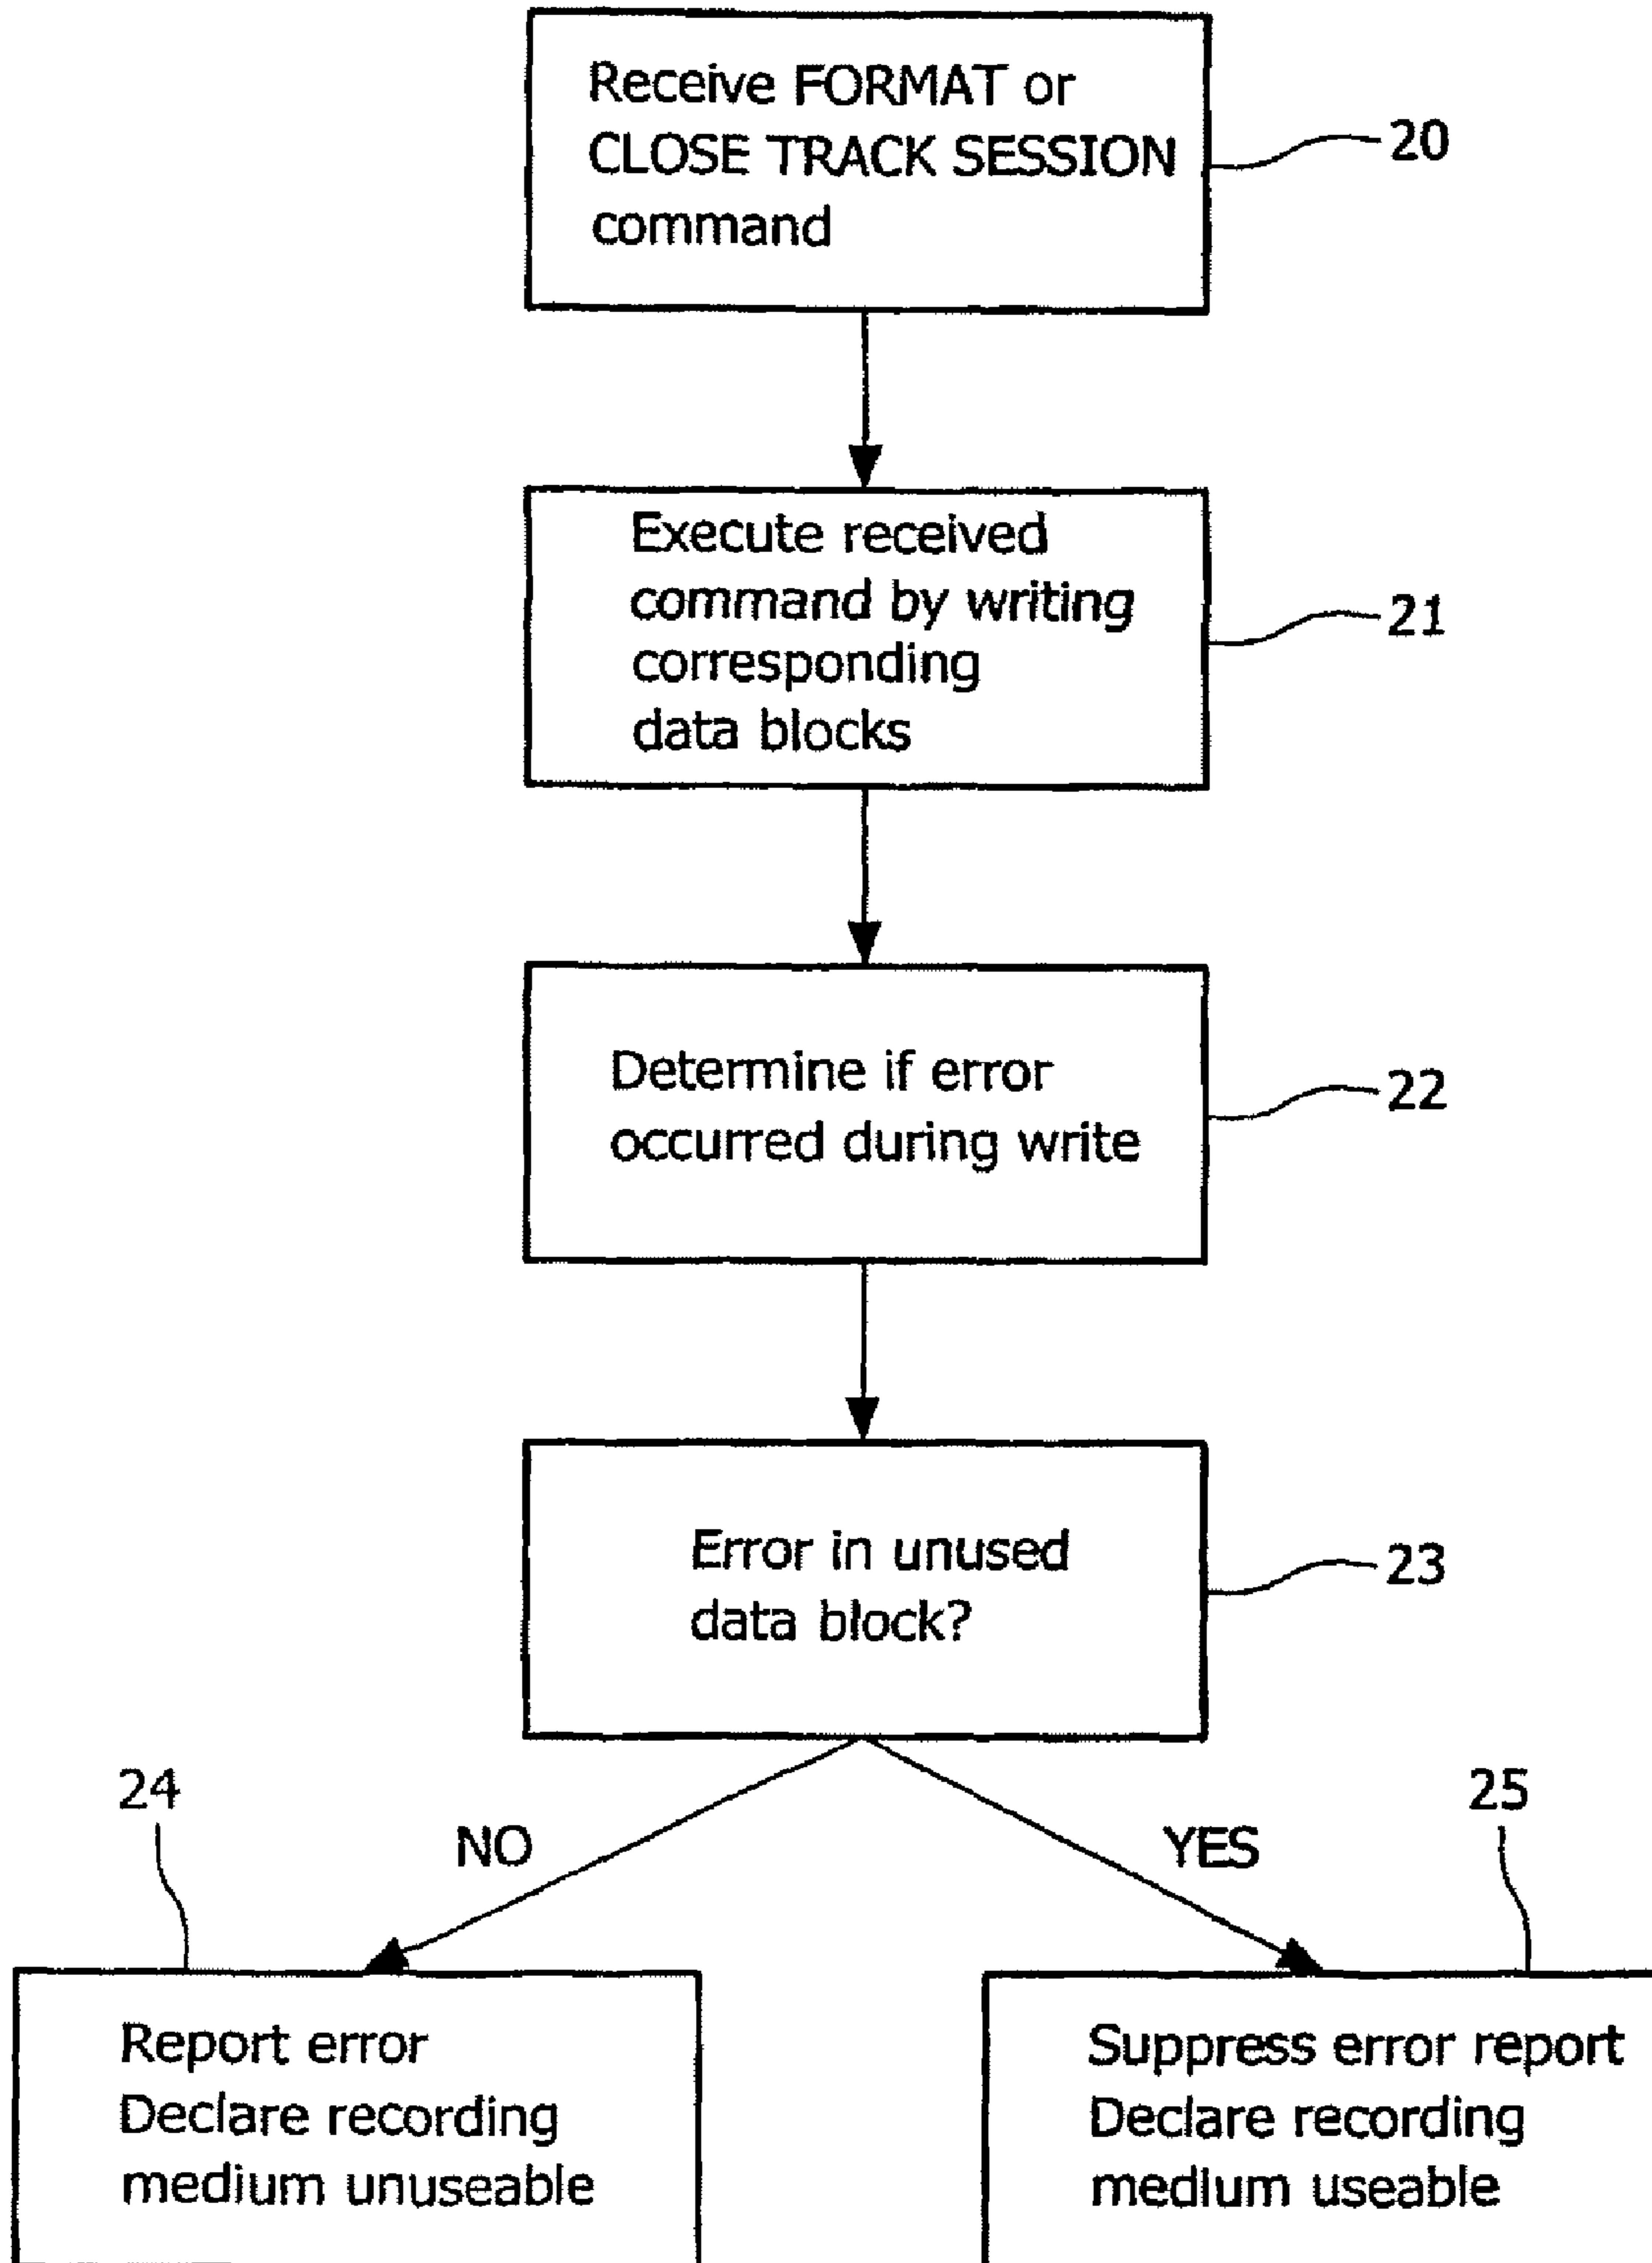 Receive FORMAT or
CLOSE TRACK SESSION
command
20
Execute received
command by writing
corresponding
data blocks
21
Determine if error
occurred during write
22
Error in unused
data block?
23
24
NO
YES
25
Report error
Declare recording
medium unuseable
Suppress error report
Declare recording
medium useable